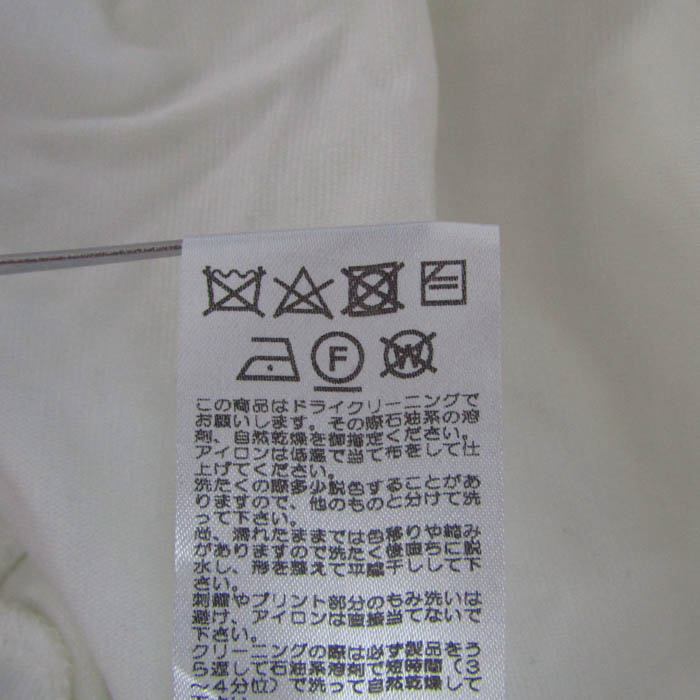 F
W
この商品はドライクリーニングで
お願いします。その際石油系の溶
剤、自然乾燥を御指定ください。
アイロンは低温で当て布をして仕
上げてください。
洗たくの際多少脱色することがあ
りますので、他のものと分けて洗
って下さい。
尚、濡れたままでは色移りや縮み
がありますので洗たく後直ちに脱
水し、形を整えて平陰干しして下
さい。
刺繍やプリント部分のもみ洗いは
避け、アイロンは直接当てないで
下さい。
クリーニングの際は必ず製品をう
ら返して石油系溶剤で短時間（3
～4分位）で洗って自然乾燥して